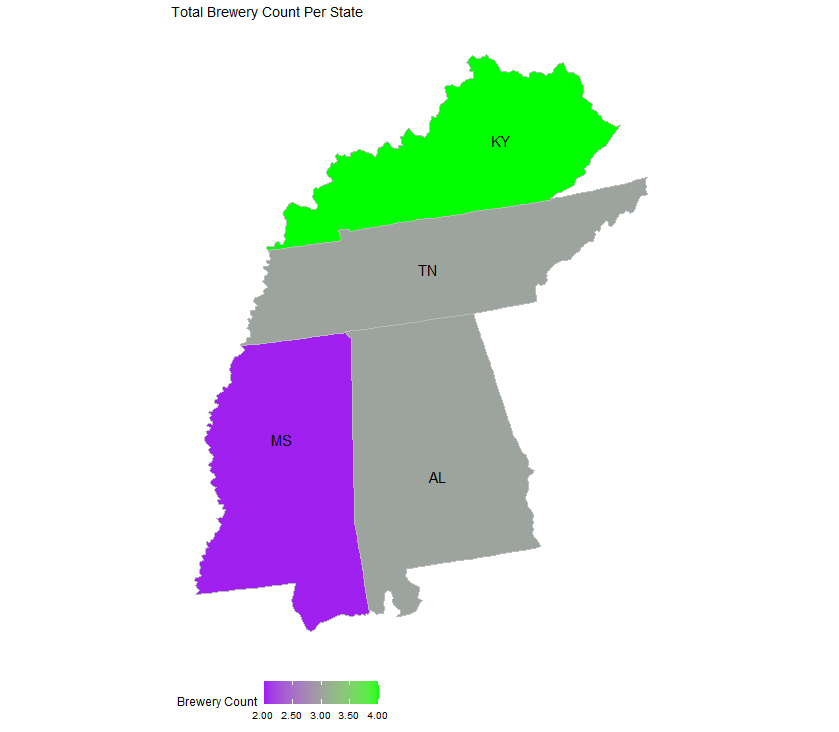 Total Brewery Count Per State
KY
TN
MS
AL
Brewery Count
2.00 2.50 3.00 3.50 4.00